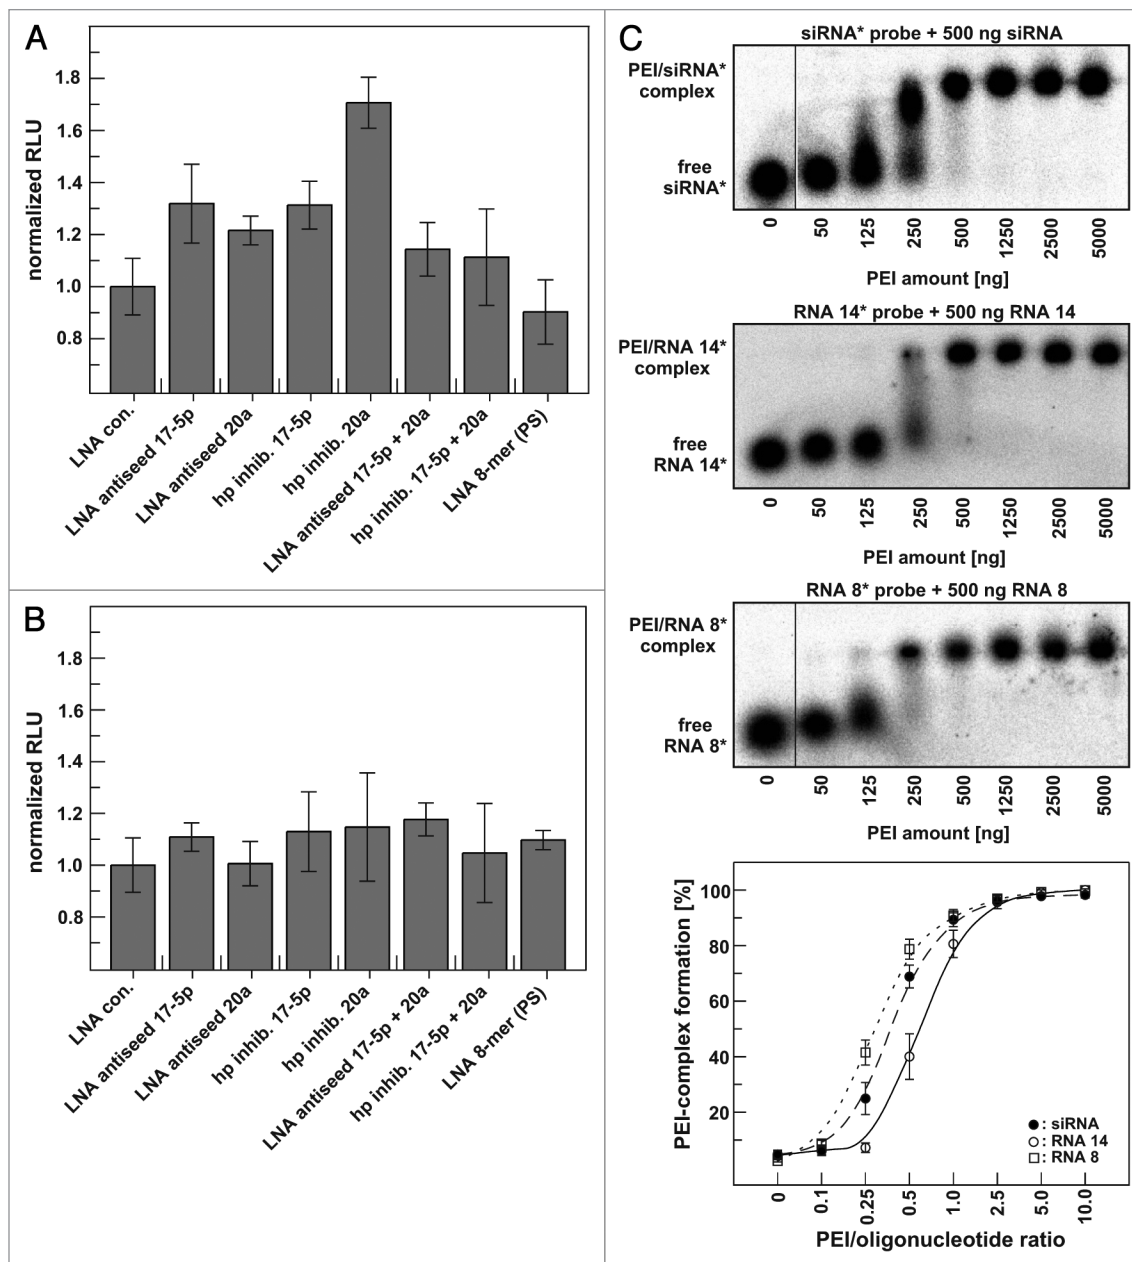 A
normalized RLU
1.8
1.6
1.4
1.2
1.0
0.8
LNA con.
LNA antiseed 17-5p
LNA antiseed 20a
hp inhib. 17-5p
hp inhib. 20a
LNA antiseed 17-5p + 20a
hp inhib. 17-5p + 20a
LNA 8-mer (PS)
B
normalized RLU
1.8
1.6
1.4
1.2
1.0
0.8
LNA con.
LNA antiseed 17-5p
LNA antiseed 20a
hp inhib. 17-5p
hp inhib. 20a
LNA antiseed 17-5p + 20a
hp inhib. 17-5p + 20a
LNA 8-mer (PS)
C
siRNA* probe + 500 ng siRNA
PEI/siRNA*
complex
free
siRNA*
0 50 125 250 500 1250 2500 5000
PEI amount [ng]
RNA 14* probe + 500 ng RNA 14
PEI/RNA 14*
complex
free
RNA 14*
0 50 125 250 500 1250 2500 5000
PEI amount [ng]
RNA 8* probe + 500 ng RNA 8
PEI/RNA 8*
complex
free
RNA 8*
0 50 125 250 500 1250 2500 5000
PEI amount [ng]
PEI-complex formation [%]
100
80
60
40
20
: siRNA
: RNA 14
: RNA 8
0 0.1 0.25 0.5 1.0 2.5 5.0 10.0
PEI/oligonucleotide ratio